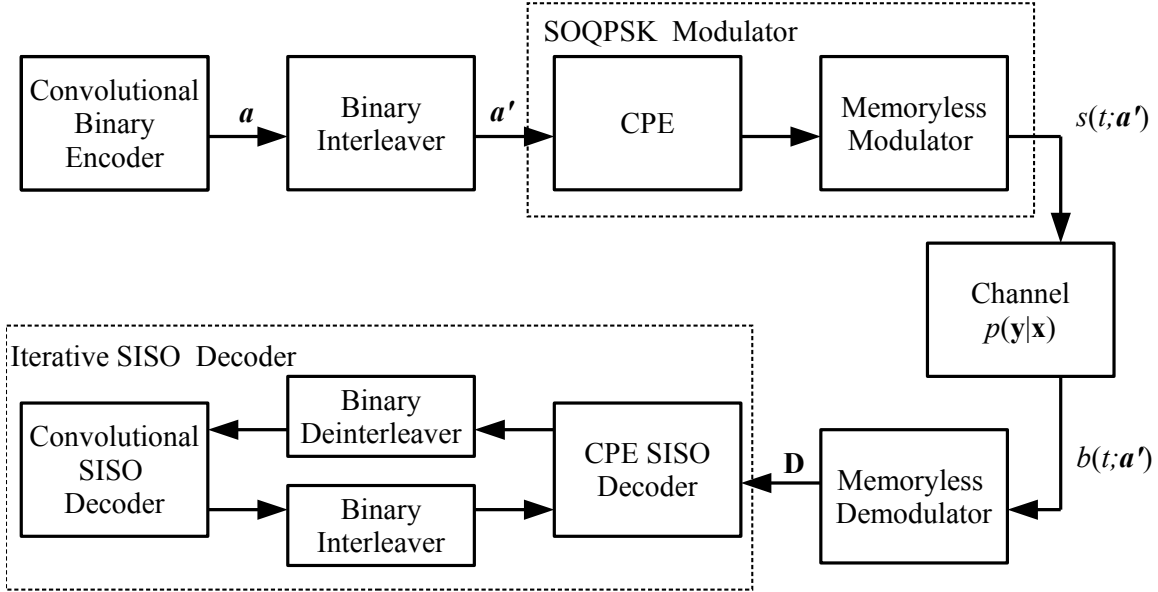 SOQPSK Modulator
Convolutional
Binary
Encoder
a
Binary
Interleaver
a'
CPE
Memoryless
Modulator
s(t;a')
Channel
p(y|x)
b(t;a')
Iterative SISO Decoder
Convolutional
SISO
Decoder
Binary
Deinterleaver
Binary
Interleaver
CPE SISO
Decoder
D
Memoryless
Demodulator